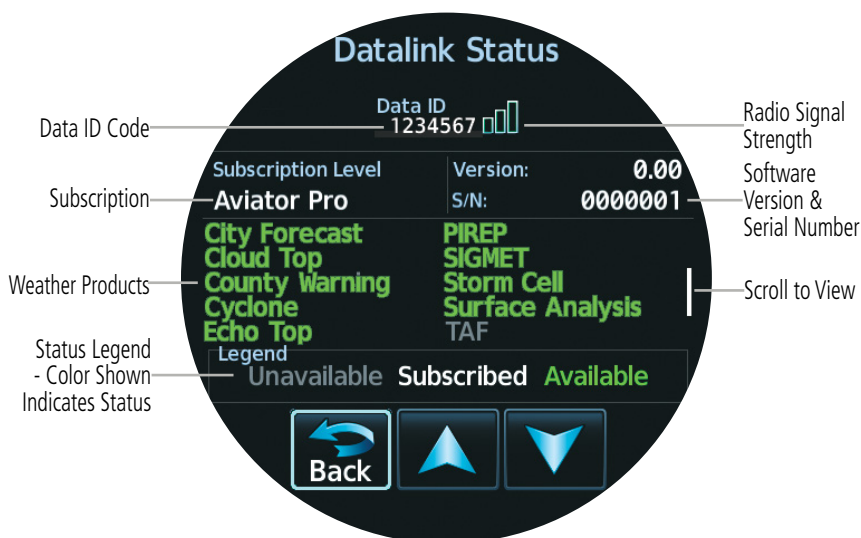 Datalink Status
Data ID
1234567
Data ID Code
Radio Signal
Strength
Subscription Level
Version: 0.00
Subscription
Aviator Pro
S/N: 0000001
Software
Version &
Serial Number
City Forecast PIREP
Cloud Top SIGMET
County Warning Storm Cell
Cyclone Surface Analysis
Echo Top TAF
Weather Products
Scroll to View
Status Legend
- Color Shown
Indicates Status
Legend
Unavailable Subscribed Available
Back